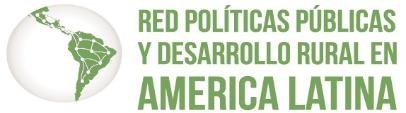 RED POLÍTICAS PÚBLICAS
Y DESARROLLO RURAL EN
AMERICA LATINA